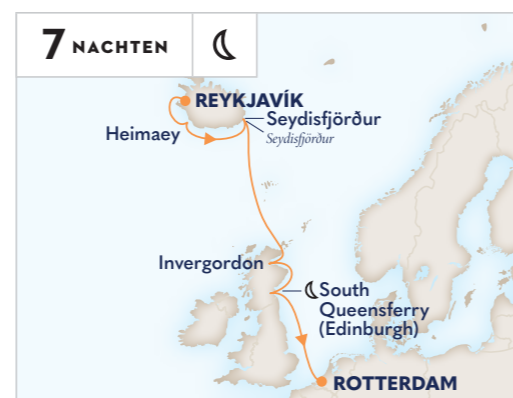 7 NACHTEN
REYKJAVÍK
Seydisfjörður
Seydisfjörður
Heimaey
Invergordon
South
Queensferry
(Edinburgh)
ROTTERDAM